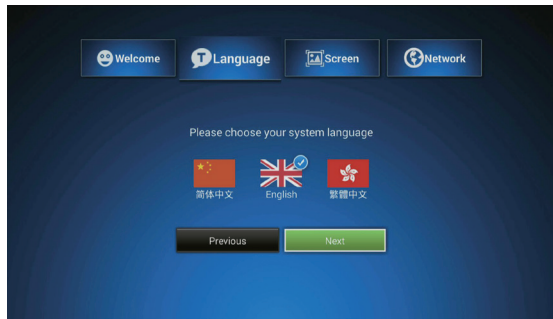 Welcome
Language
Screen
Network
Please choose your system language
简体中文
English
繁體中文
Previous
Next